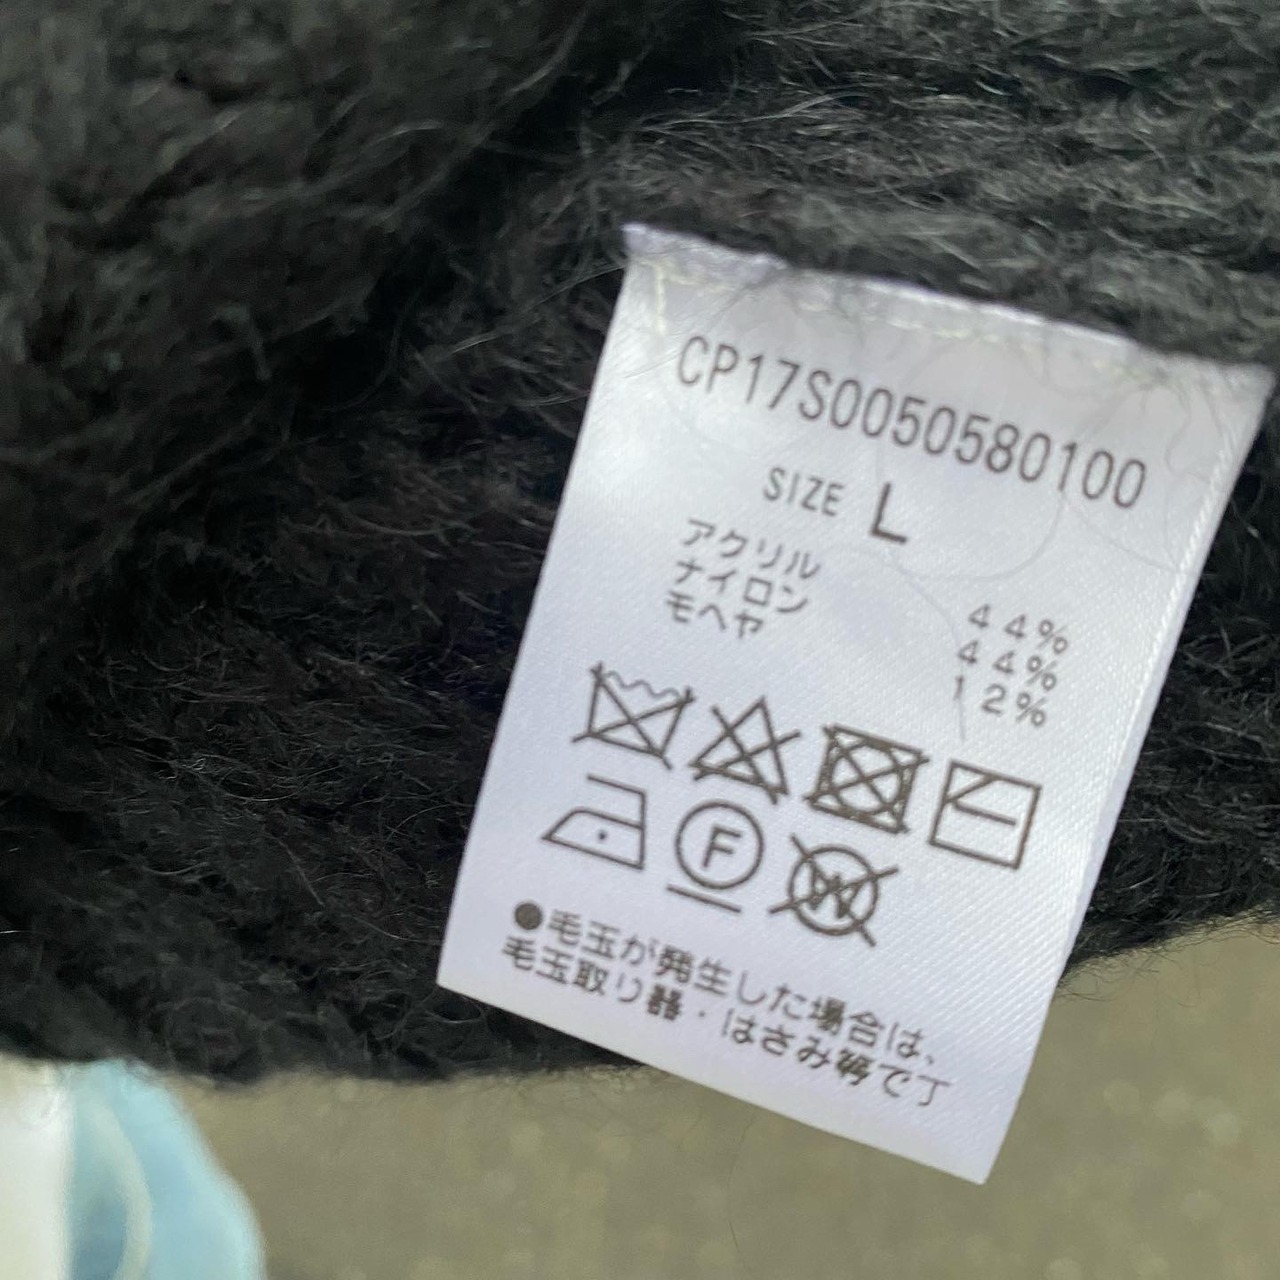 CP17S0050580100
SIZE L
アクリル 44%
ナイロン 44%
モヘヤ 12%
F
W
●毛玉が発生した場合は、
毛玉取り器・はさみ等で丁